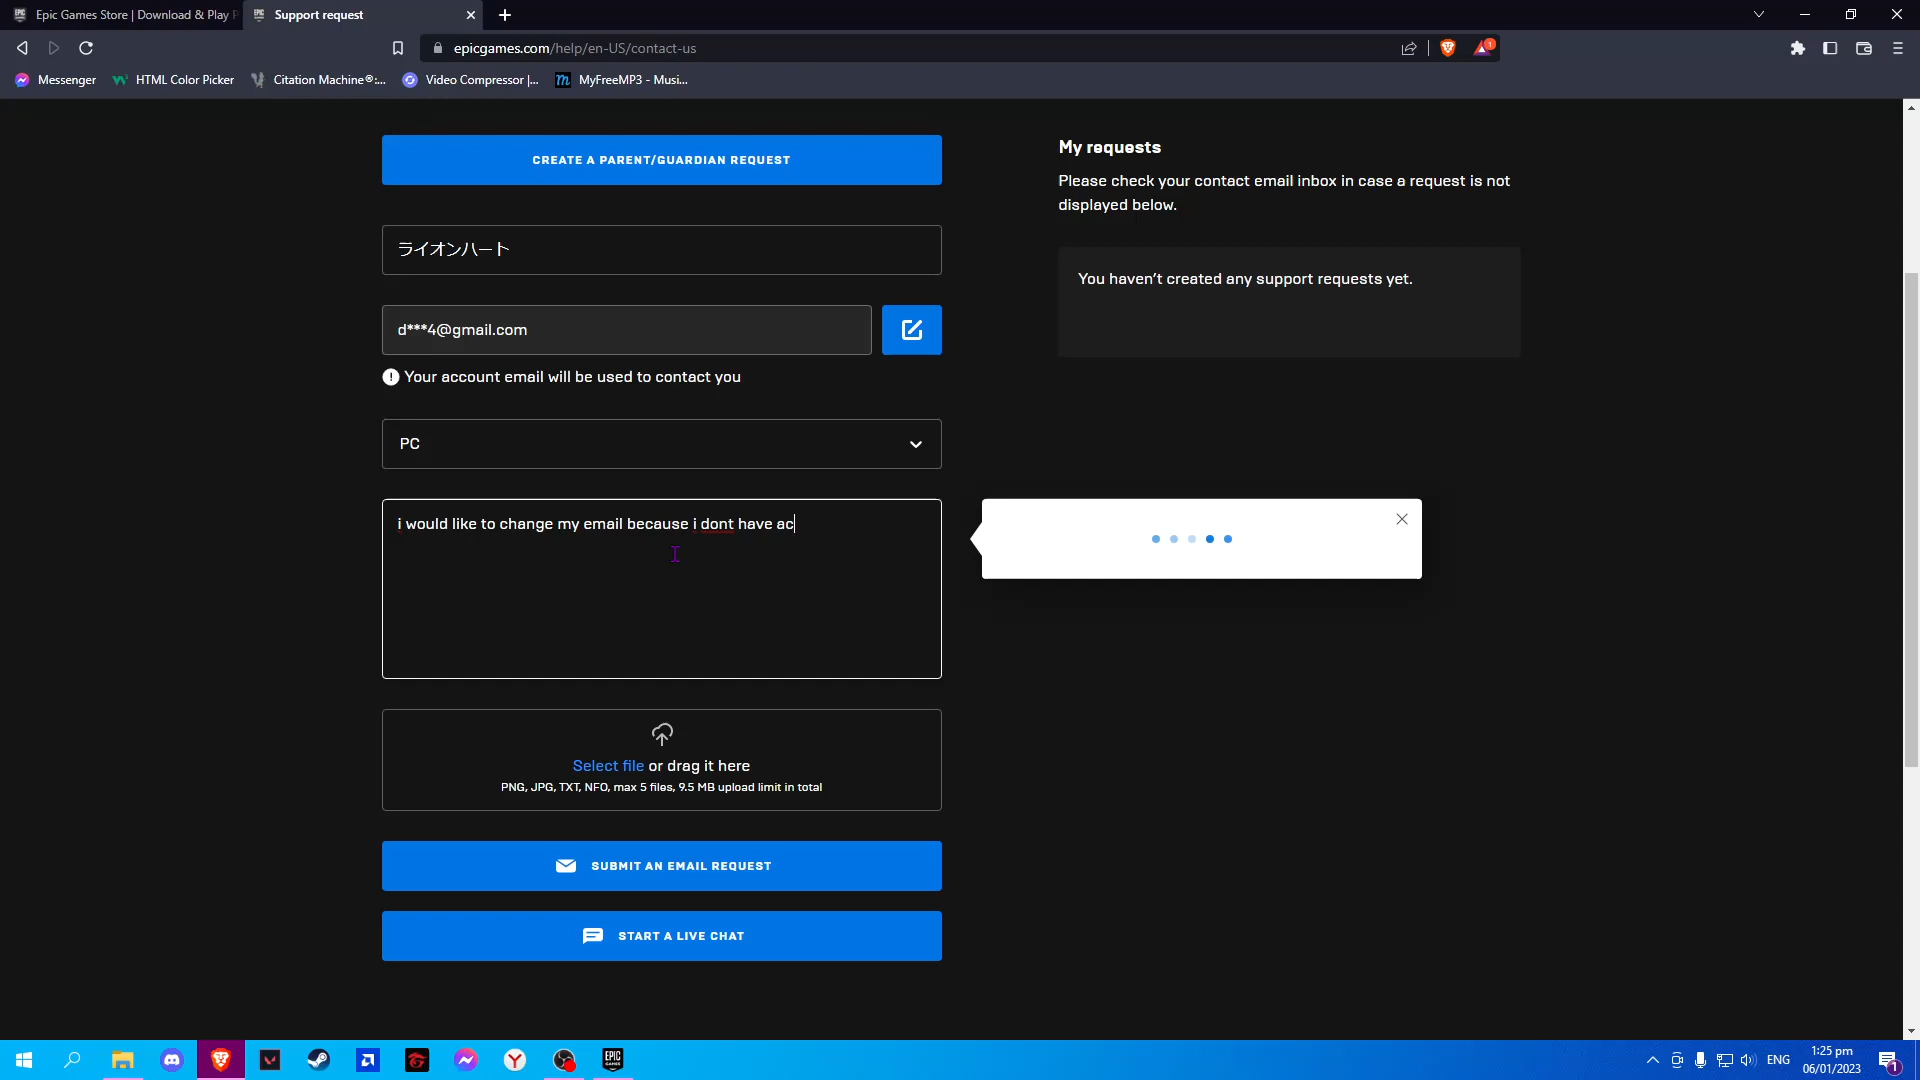 Epic Games Store | Download & Play P
Support request
epicgames.com/help/en-US/contact-us
1
Messenger
HTML Color Picker
Citation Machine®:...
Video Compressor |...
MyFreeMP3 - Musi...
CREATE A PARENT/GUARDIAN REQUEST
ライオンハート
d***4@gmail.com
Your account email will be used to contact you
PC
i would like to change my email because i dont have ac
Select file or drag it here
PNG, JPG, TXT, NFO, max 5 files, 9.5 MB upload limit in total
SUBMIT AN EMAIL REQUEST
START A LIVE CHAT
My requests
Please check your contact email inbox in case a request is not
displayed below.
You haven’t created any support requests yet.
EPIC
GAMES
ENG
1:25 pm
06/01/2023
1